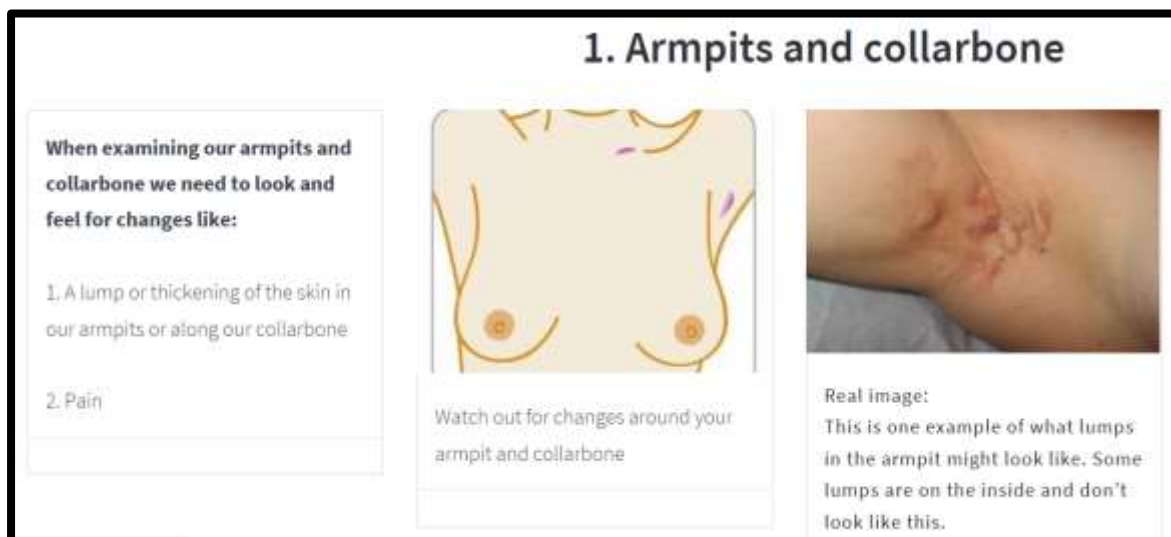 1. Armpits and collarbone
When examining our armpits and
collarbone we need to look and
feel for changes like:
1. A lump or thickening of the skin in
our armpits or along our collarbone
2. Pain
Watch out for changes around your
armpit and collarbone
Real image:
This is one example of what lumps
in the armpit might look like. Some
lumps are on the inside and don't
look like this.